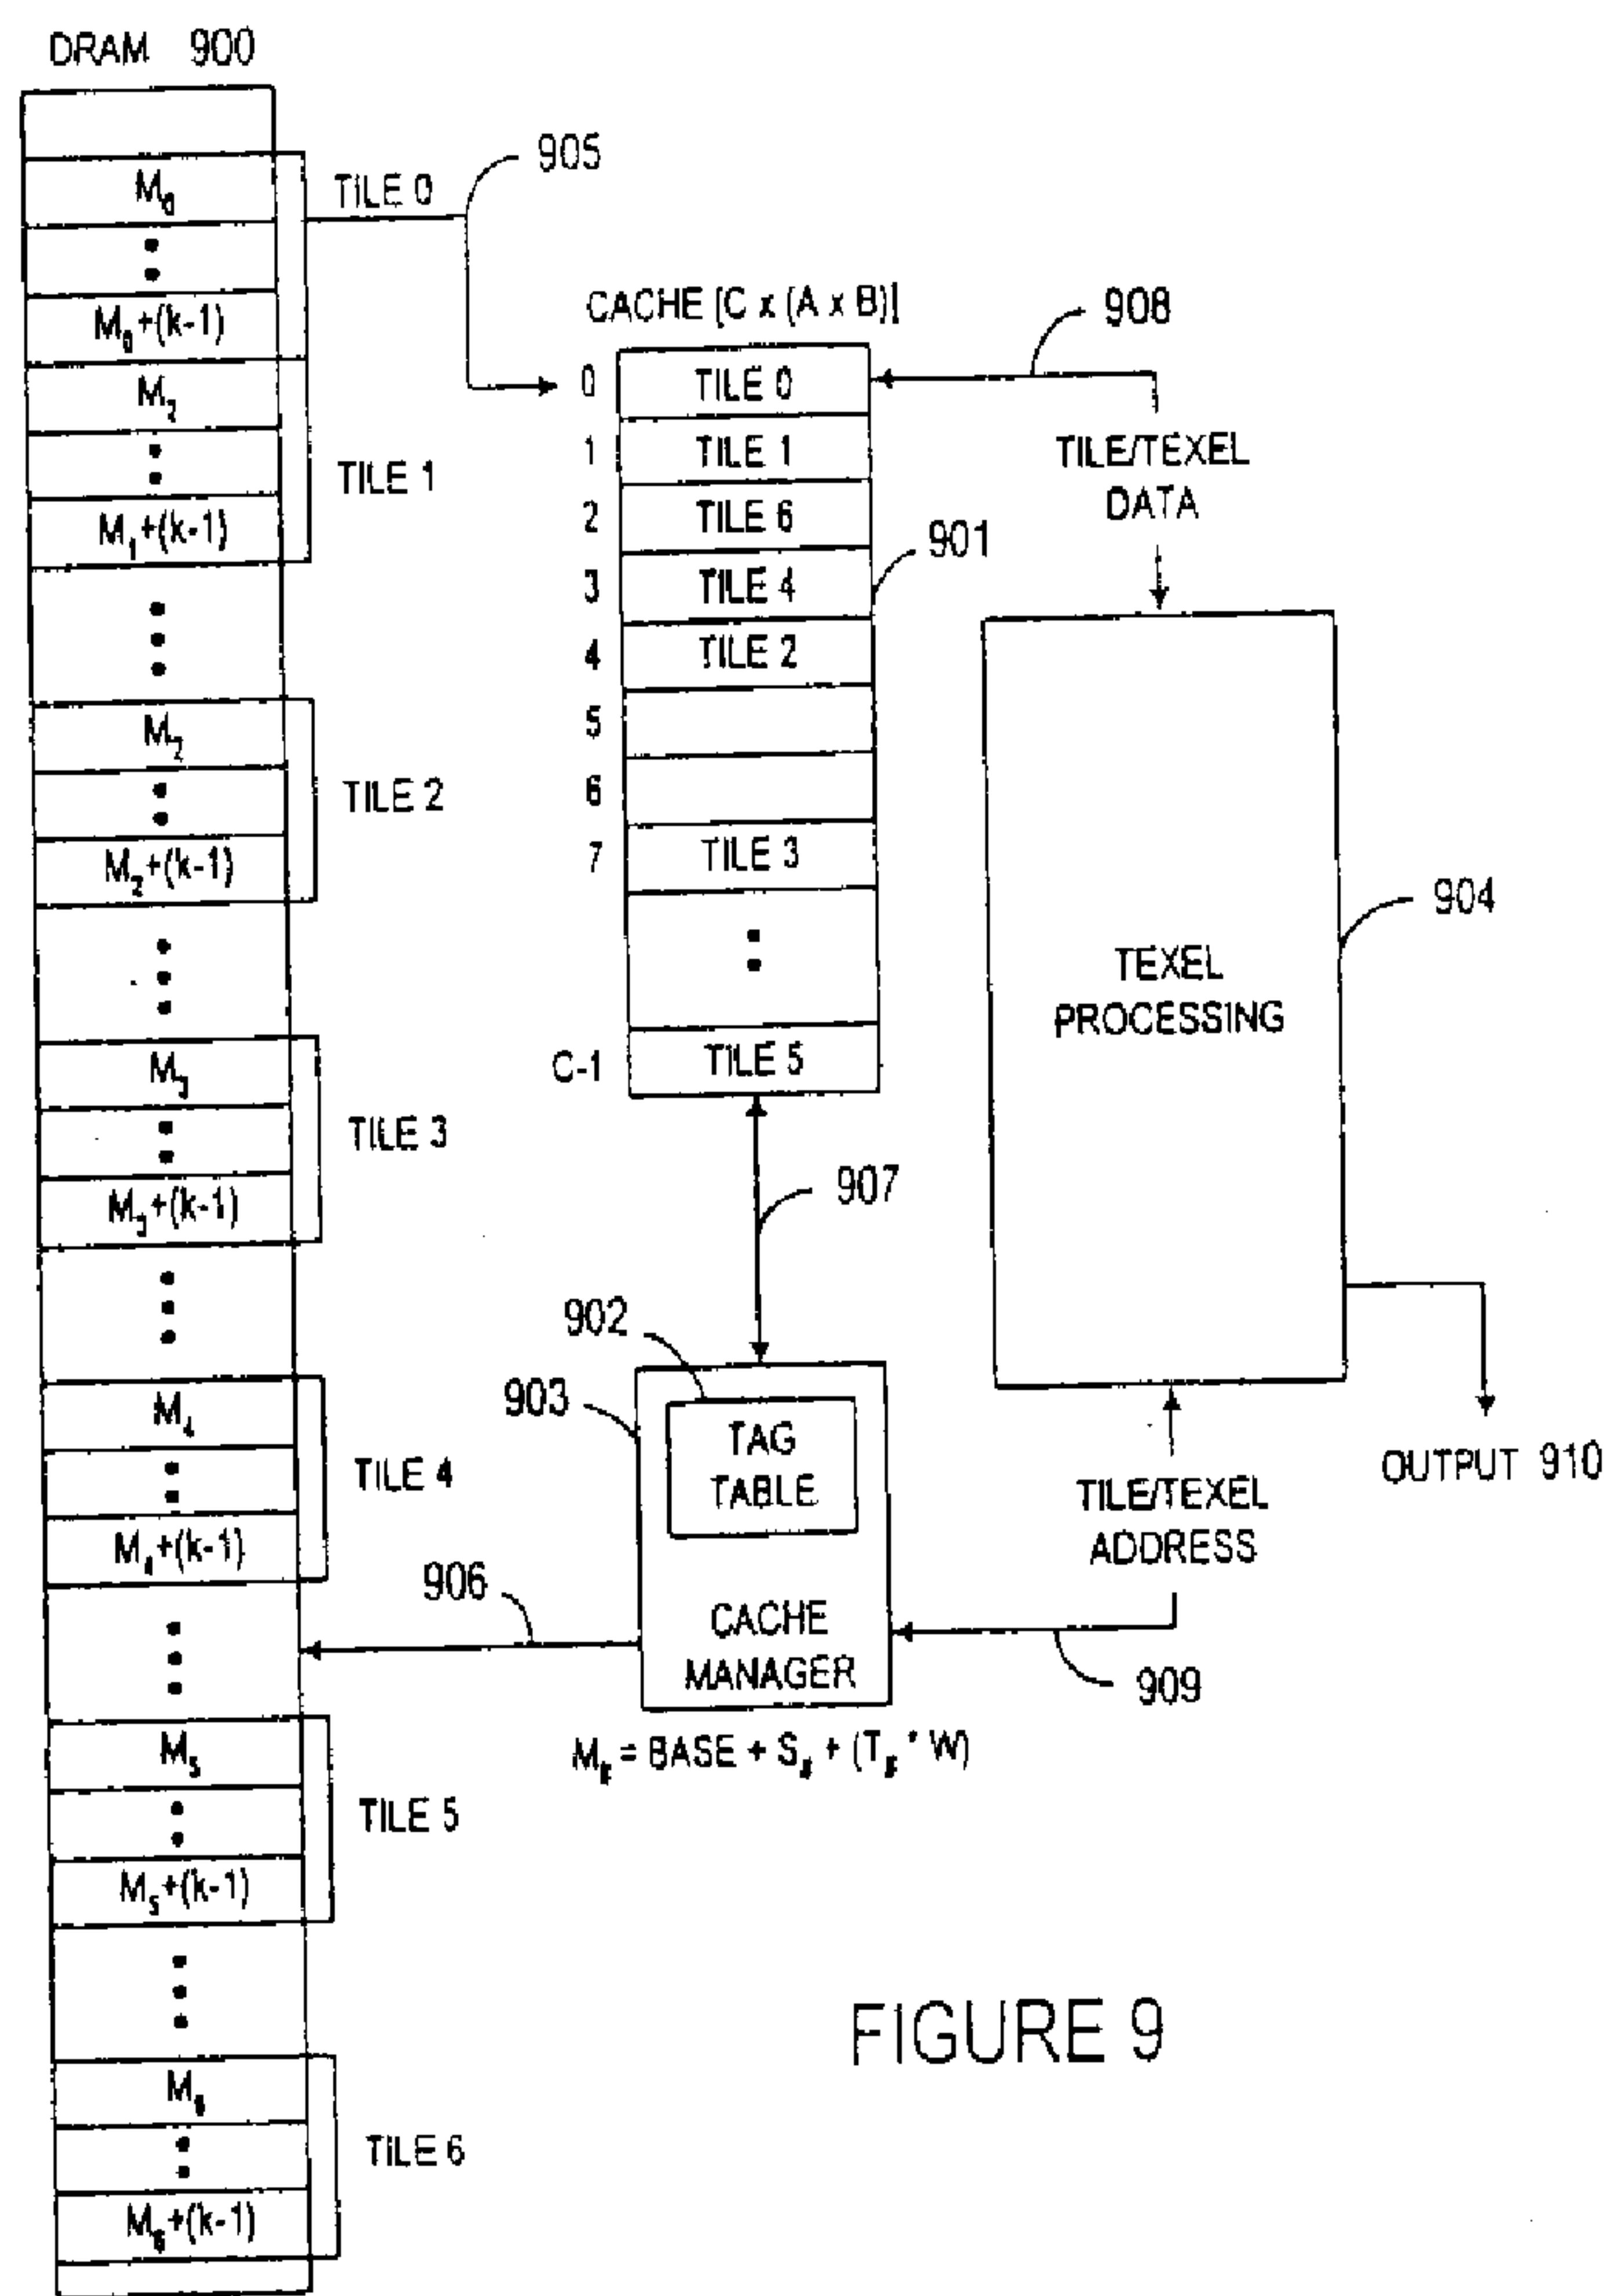 DRAM 900
M₀
M₀+(k-1)
TILE 0
905
M₂
M₁+(k-1)
TILE 1
M₂
M₂+(k-1)
TILE 2
M₃
M₃+(k-1)
TILE 3
M₄
M₄+(k-1)
TILE 4
M₅
M₅+(k-1)
TILE 5
M₆
M₆+(k-1)
TILE 6
CACHE [C x (A x B)]
0 TILE 0
1 TILE 1
2 TILE 6
3 TILE 4
4 TILE 2
5
6
7 TILE 3
C-1 TILE 5
901
908
TILE/TEXEL
DATA
904
TEXEL
PROCESSING
907
902
903
TAG
TABLE
CACHE
MANAGER
906
TILE/TEXEL
ADDRESS
909
OUTPUT 910
M = BASE + S + (T * W)
FIGURE 9